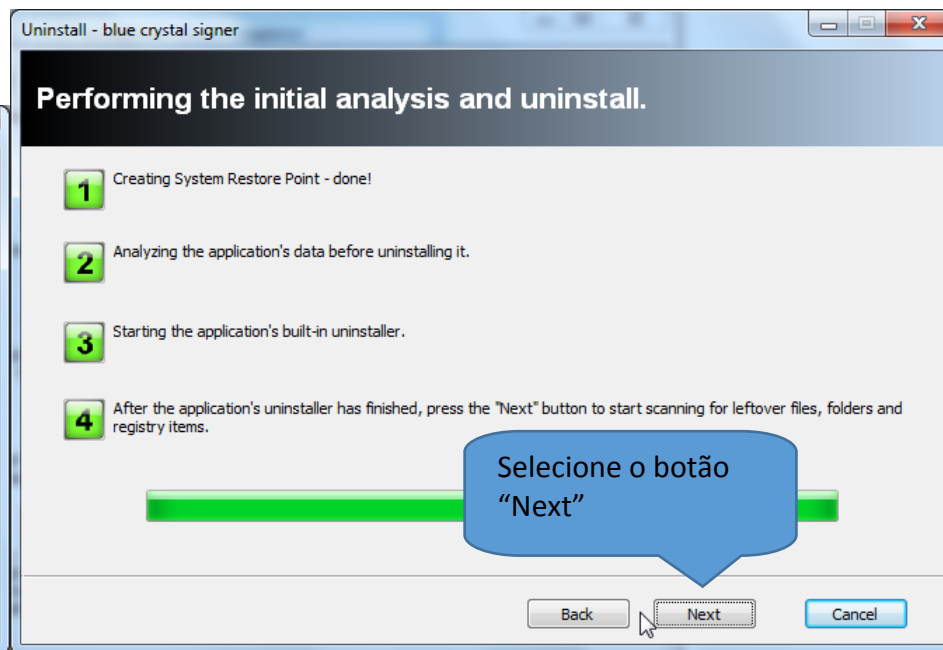 Uninstall - blue crystal signer
Performing the initial analysis and uninstall.
1
Creating System Restore Point - done!
2
Analyzing the application's data before uninstalling it.
3
Starting the application's built-in uninstaller.
4
After the application's uninstaller has finished, press the "Next" button to start scanning for leftover files, folders and
registry items.
Selecione o botão
“Next”
Back
Next
Cancel